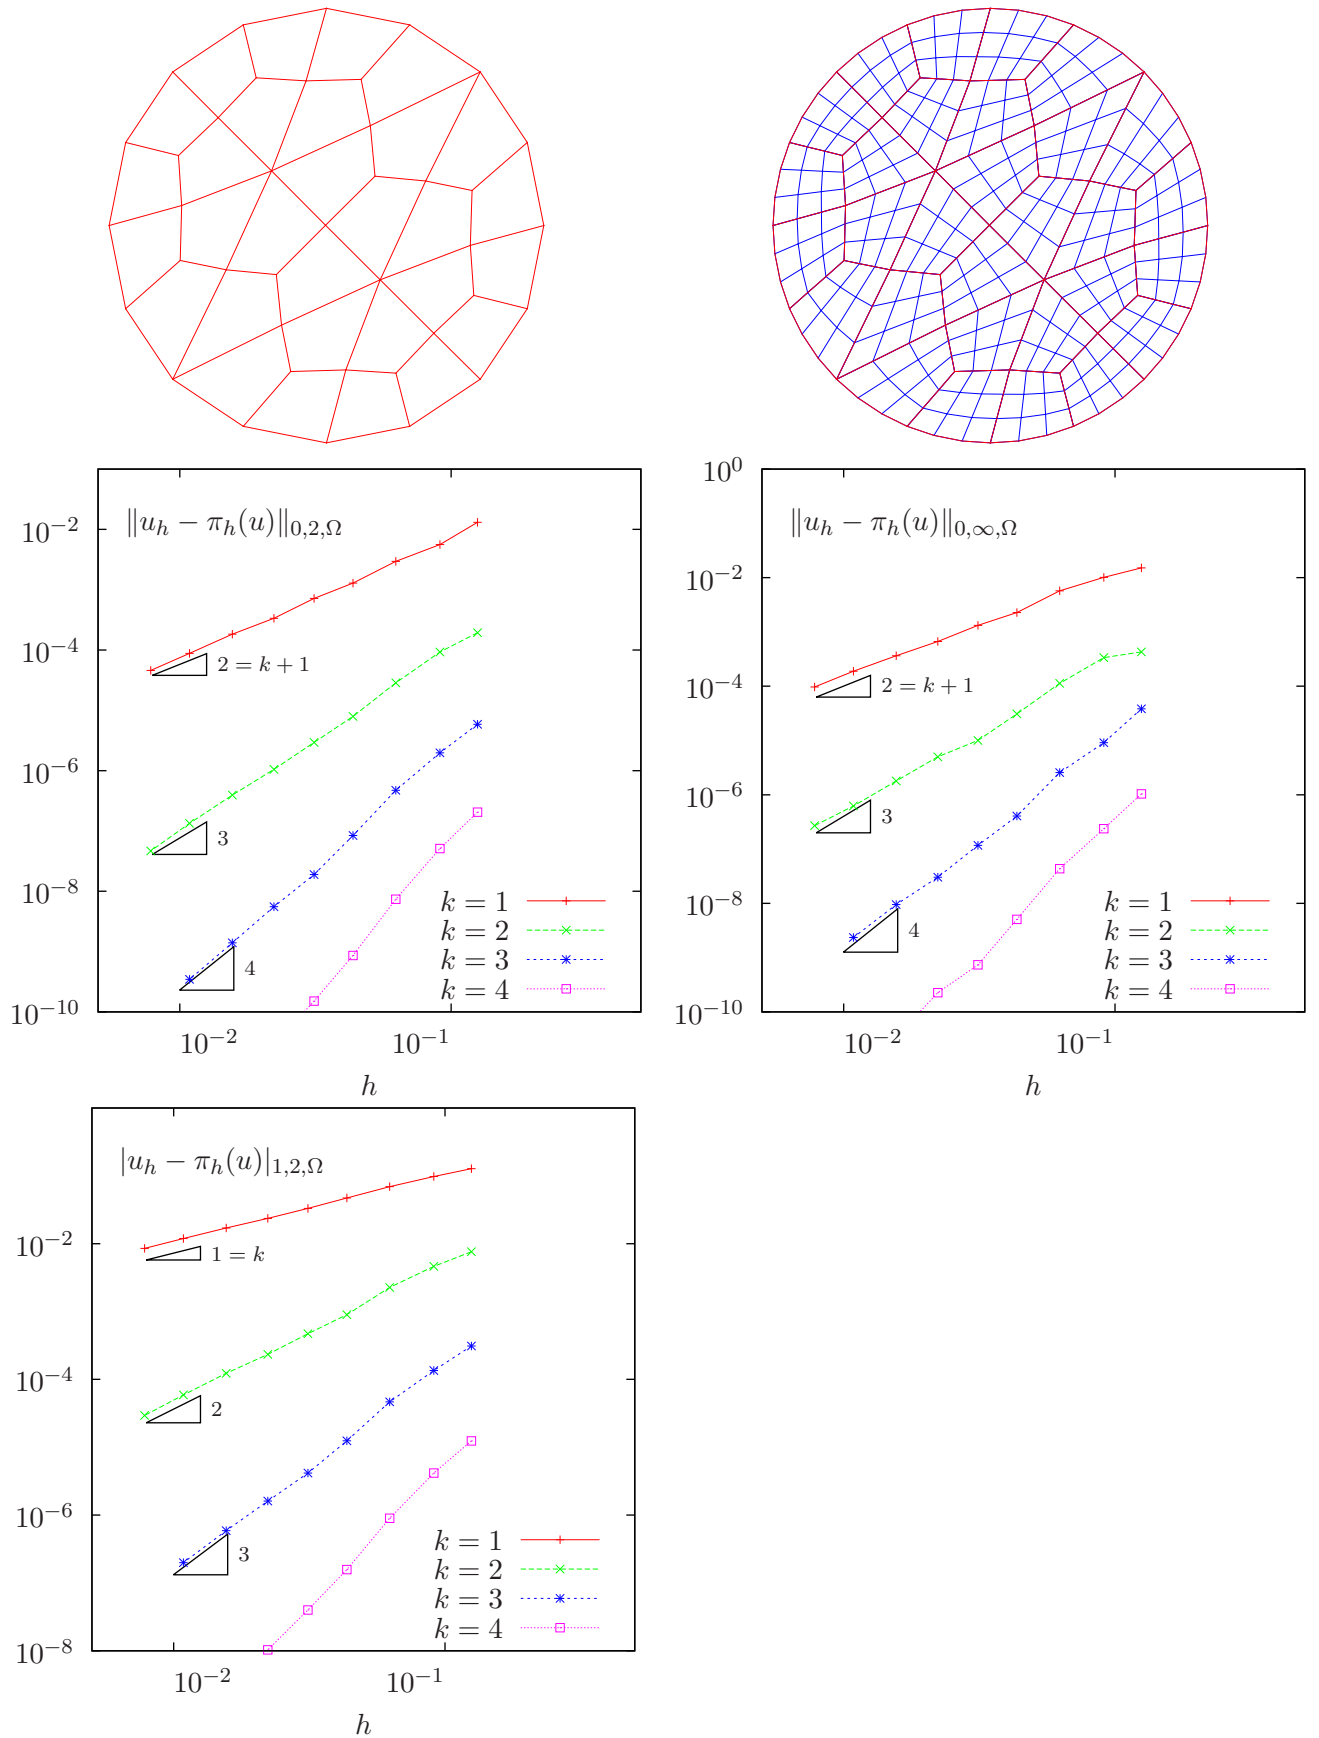 ‖u_h − π_h(u)‖_{0,2,Ω}
10^{−2}
10^{−4}
10^{−6}
10^{−8}
10^{−10}
2 = k + 1
3
4
k = 1
k = 2
k = 3
k = 4
10^{−2} 10^{−1}
h
‖u_h − π_h(u)‖_{0,∞,Ω}
10^{0}
10^{−2}
10^{−4}
10^{−6}
10^{−8}
10^{−10}
2 = k + 1
3
4
k = 1
k = 2
k = 3
k = 4
10^{−2} 10^{−1}
h
|u_h − π_h(u)|_{1,2,Ω}
10^{−2}
10^{−4}
10^{−6}
10^{−8}
1 = k
2
3
k = 1
k = 2
k = 3
k = 4
10^{−2} 10^{−1}
h